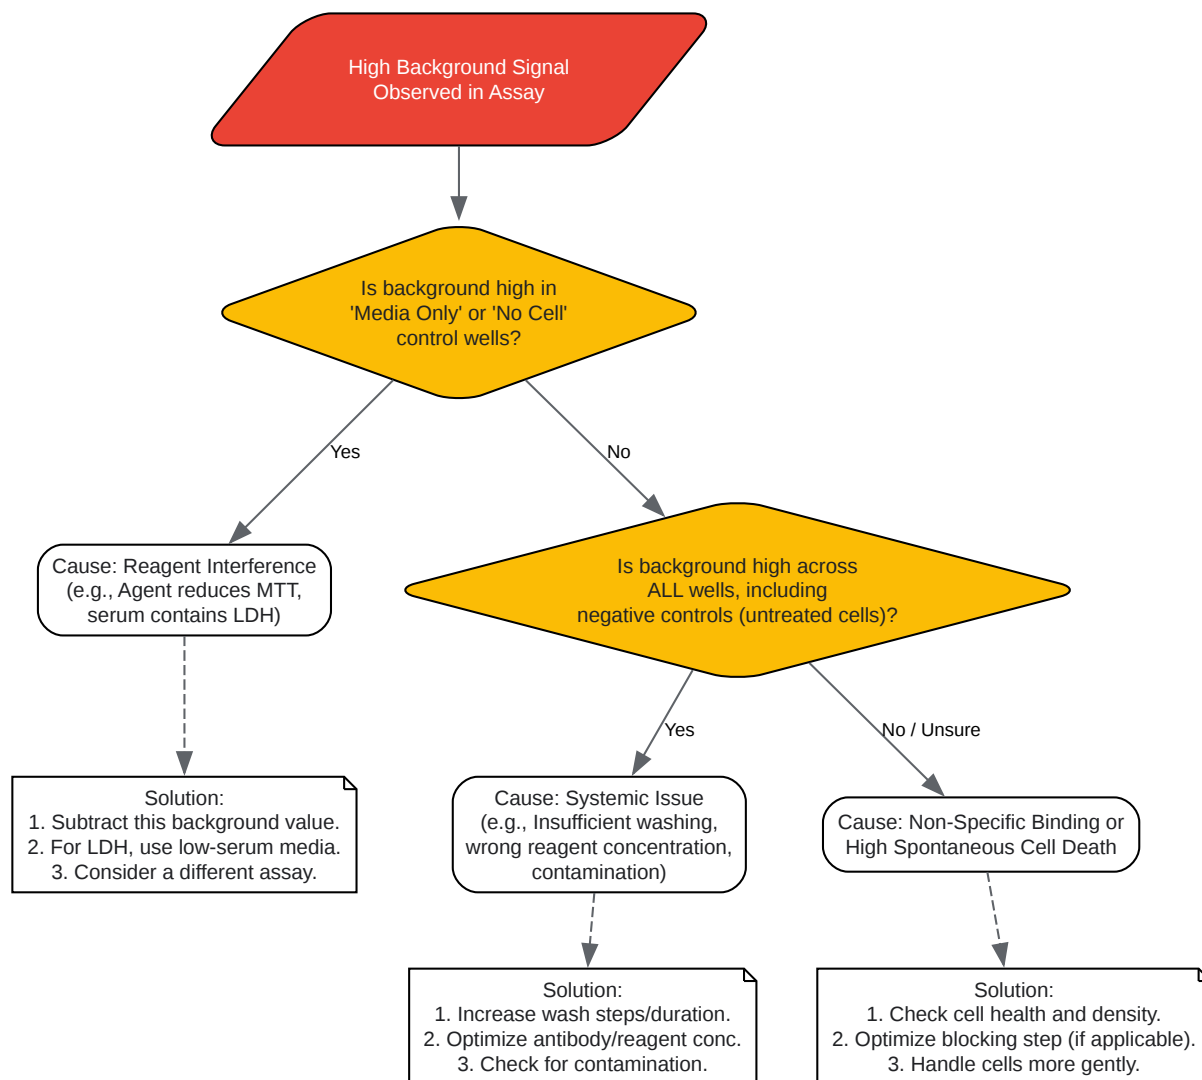 High Background Signal
Observed in Assay
Is background high in
'Media Only' or 'No Cell'
control wells?
Yes
No
Cause: Reagent Interference
(e.g., Agent reduces MTT,
serum contains LDH)
Is background high across
ALL wells, including
negative controls (untreated cells)?
Yes
No / Unsure
Solution:
1. Subtract this background value.
2. For LDH, use low-serum media.
3. Consider a different assay.
Cause: Systemic Issue
(e.g., Insufficient washing,
wrong reagent concentration,
contamination)
Cause: Non-Specific Binding or
High Spontaneous Cell Death
Solution:
1. Increase wash steps/duration.
2. Optimize antibody/reagent conc.
3. Check for contamination.
Solution:
1. Check cell health and density.
2. Optimize blocking step (if applicable).
3. Handle cells more gently.